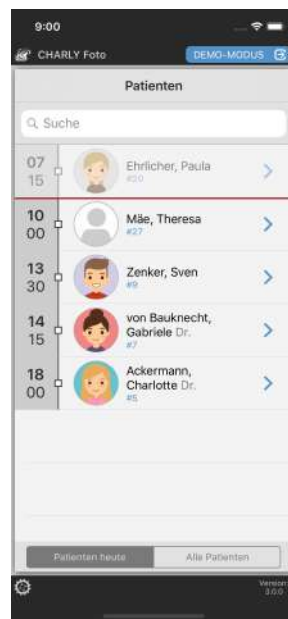 9:00
CHARLY Foto
DEMO-MODUS
Patienten
Suche
07 15
Ehrlicher, Paula
#20
10 00
Mäe, Theresa
#27
13 30
Zenker, Sven
#9
14 15
von Bauknecht,
Gabriele Dr.
#7
18 00
Ackermann,
Charlotte Dr.
#5
Patienten heute
Alle Patienten
Version
3.0.0